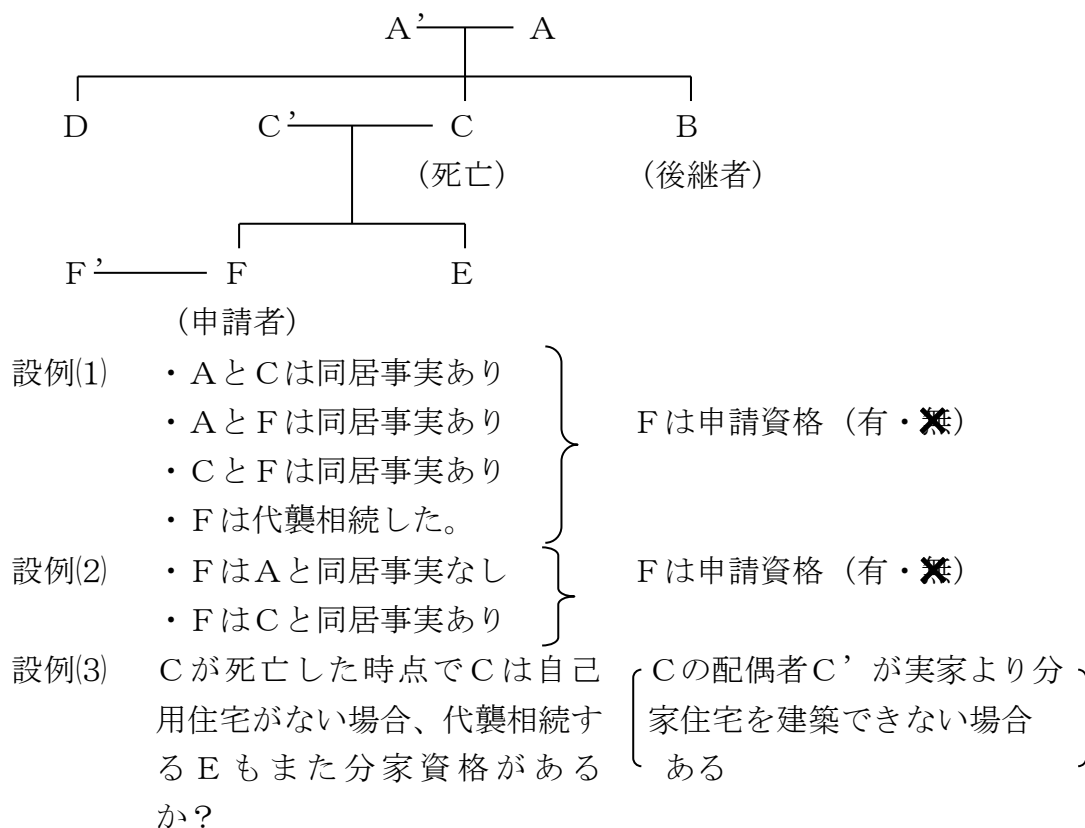 A’ A
D C’ C B
（死亡） （後継者）
F’ F E
（申請者）
設例⑴ ・AとCは同居事実あり
・AとFは同居事実あり Fは申請資格（有・無）
・CとFは同居事実あり
・Fは代襲相続した。
設例⑵ ・FはAと同居事実なし Fは申請資格（有・無）
・FはCと同居事実あり
設例⑶ Cが死亡した時点でCは自己 Cの配偶者C’が実家より分
用住宅がない場合、代襲相続す 家住宅を建築できない場合
るEもまた分家資格がある ある
か？